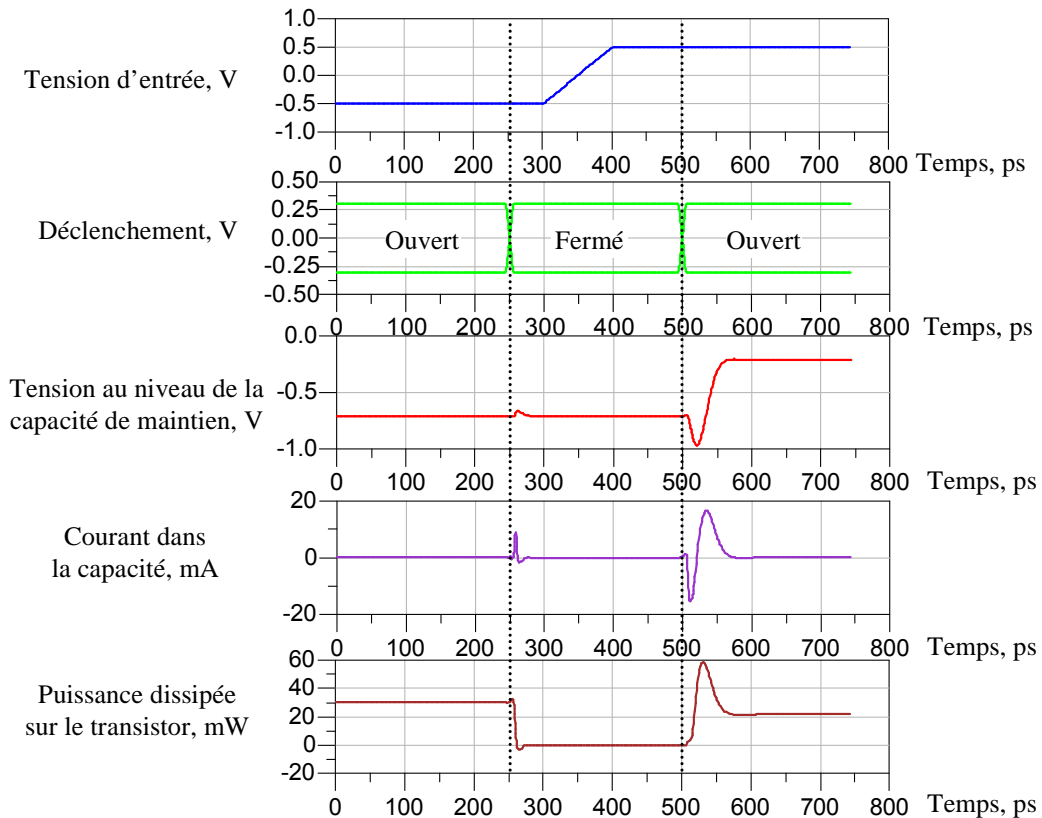 1.0
0.5
0.0
-0.5
-1.0
Tension d'entrée, V
0 100 200 300 400 500 600 700 800 Temps, ps
0.50
0.25
0.00
-0.25
-0.50
Déclenchement, V
Ouvert Fermé Ouvert
0 100 200 300 400 500 600 700 800 Temps, ps
0.0
-0.5
-1.0
Tension au niveau de la
capacité de maintien, V
0 100 200 300 400 500 600 700 800 Temps, ps
20
0
-20
Courant dans
la capacité, mA
0 100 200 300 400 500 600 700 800 Temps, ps
60
40
20
0
-20
Puissance dissipée
sur le transistor, mW
0 100 200 300 400 500 600 700 800 Temps, ps